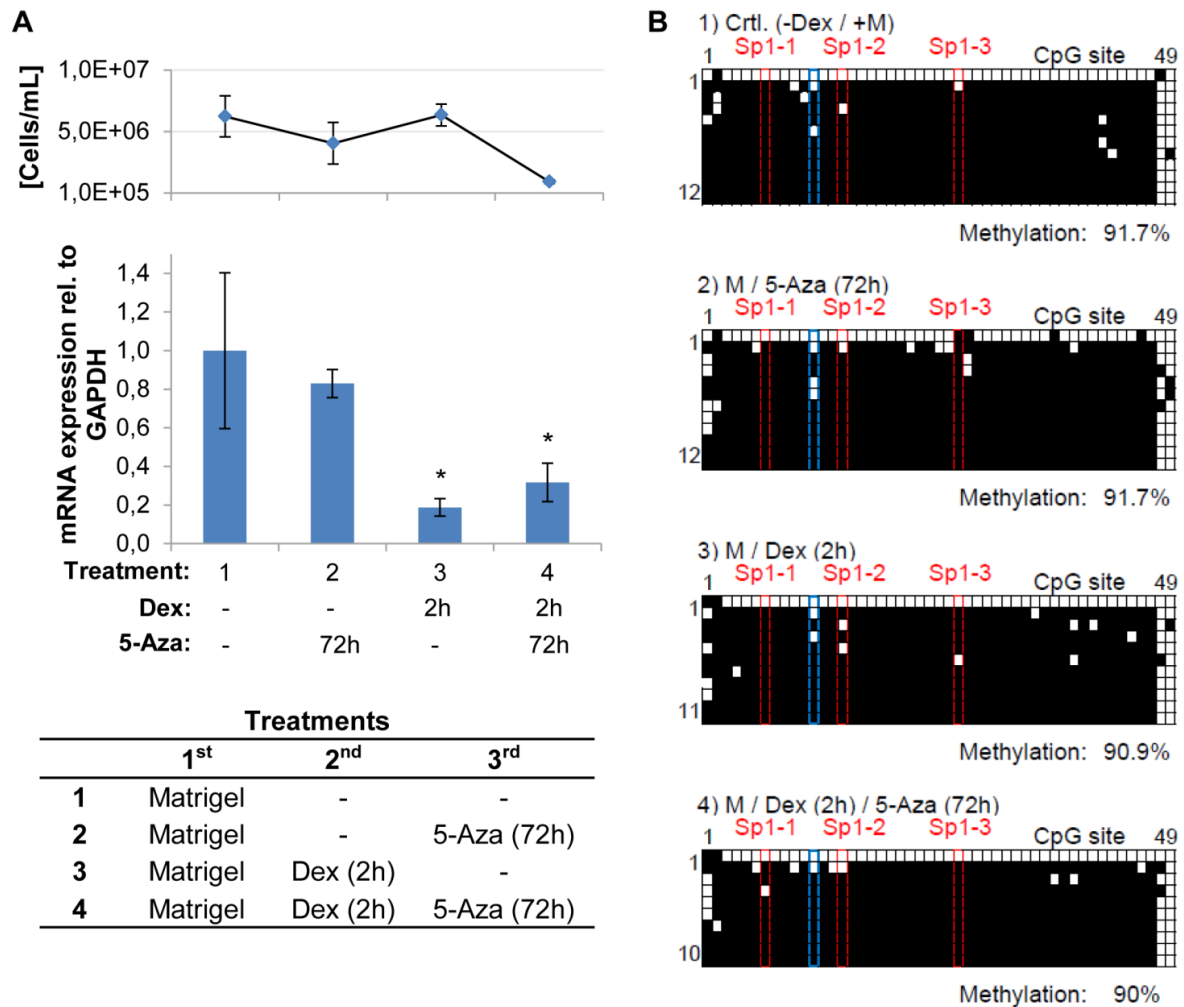 A
[Cells/mL]
1,0E+07
5,0E+06
1,0E+05
mRNA expression rel. to
GAPDH
1,4
1,2
1,0
0,8
0,6
0,4
0,2
0,0
*
*
Treatment: 1 2 3 4
Dex: - - 2h 2h
5-Aza: - 72h - 72h
Treatments
1st 2nd 3rd
1 Matrigel - -
2 Matrigel - 5-Aza (72h)
3 Matrigel Dex (2h) -
4 Matrigel Dex (2h) 5-Aza (72h)
B
1) Crtl. (-Dex / +M)
1 Sp1-1 Sp1-2 Sp1-3 CpG site 49
1
12
Methylation: 91.7%
2) M / 5-Aza (72h)
1 Sp1-1 Sp1-2 Sp1-3 CpG site 49
1
12
Methylation: 91.7%
3) M / Dex (2h)
1 Sp1-1 Sp1-2 Sp1-3 CpG site 49
1
11
Methylation: 90.9%
4) M / Dex (2h) / 5-Aza (72h)
1 Sp1-1 Sp1-2 Sp1-3 CpG site 49
1
10
Methylation: 90%